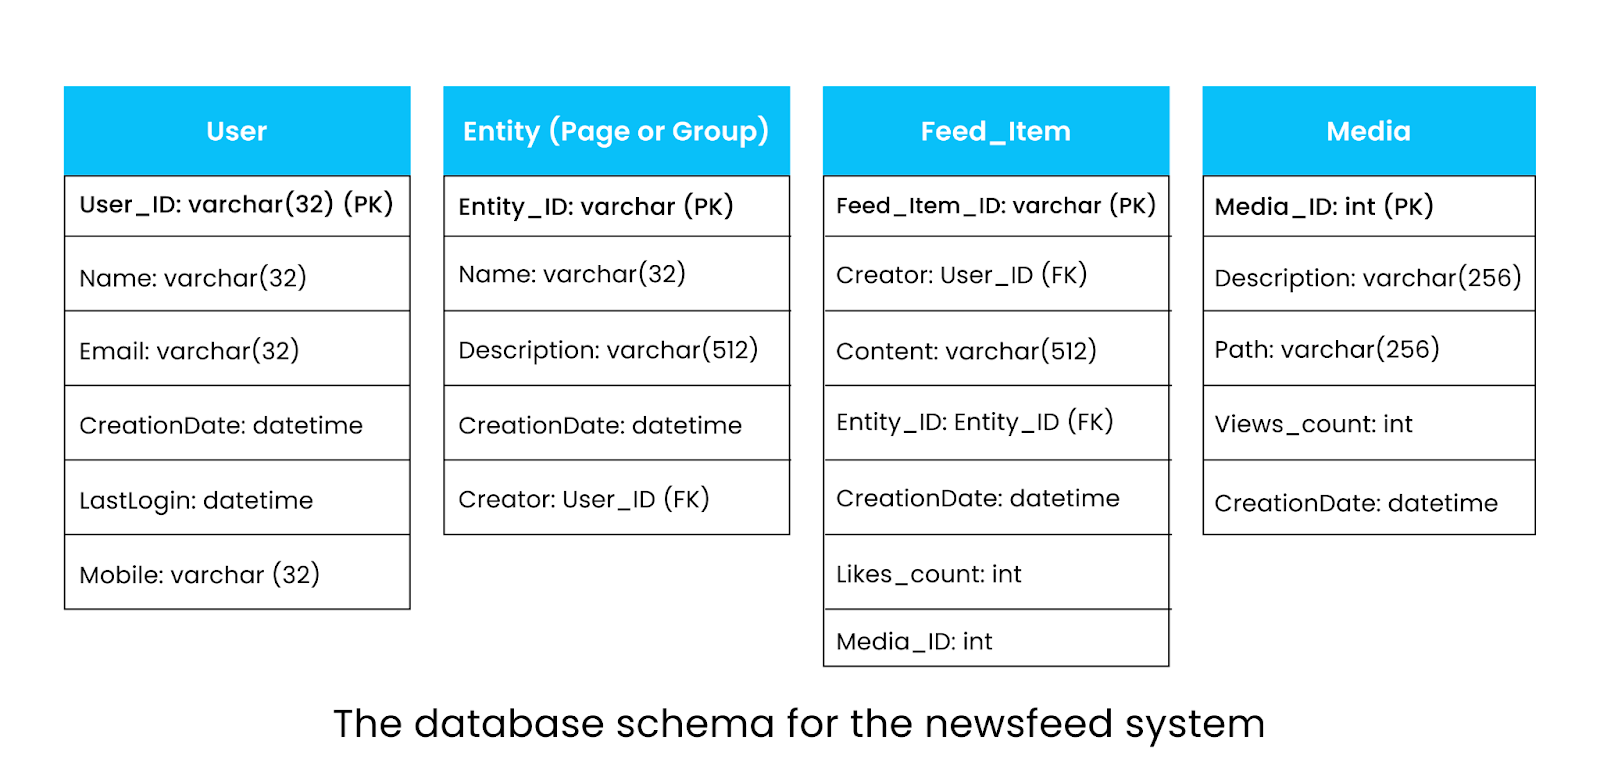 User
User_ID: varchar(32) (PK)
Name: varchar(32)
Email: varchar(32)
CreationDate: datetime
LastLogin: datetime
Mobile: varchar (32)
Entity (Page or Group)
Entity_ID: varchar (PK)
Name: varchar(32)
Description: varchar(512)
CreationDate: datetime
Creator: User_ID (FK)
Feed_Item
Feed_Item_ID: varchar (PK)
Creator: User_ID (FK)
Content: varchar(512)
Entity_ID: Entity_ID (FK)
CreationDate: datetime
Likes_count: int
Media_ID: int
Media
Media_ID: int (PK)
Description: varchar(256)
Path: varchar(256)
Views_count: int
CreationDate: datetime
The database schema for the newsfeed system